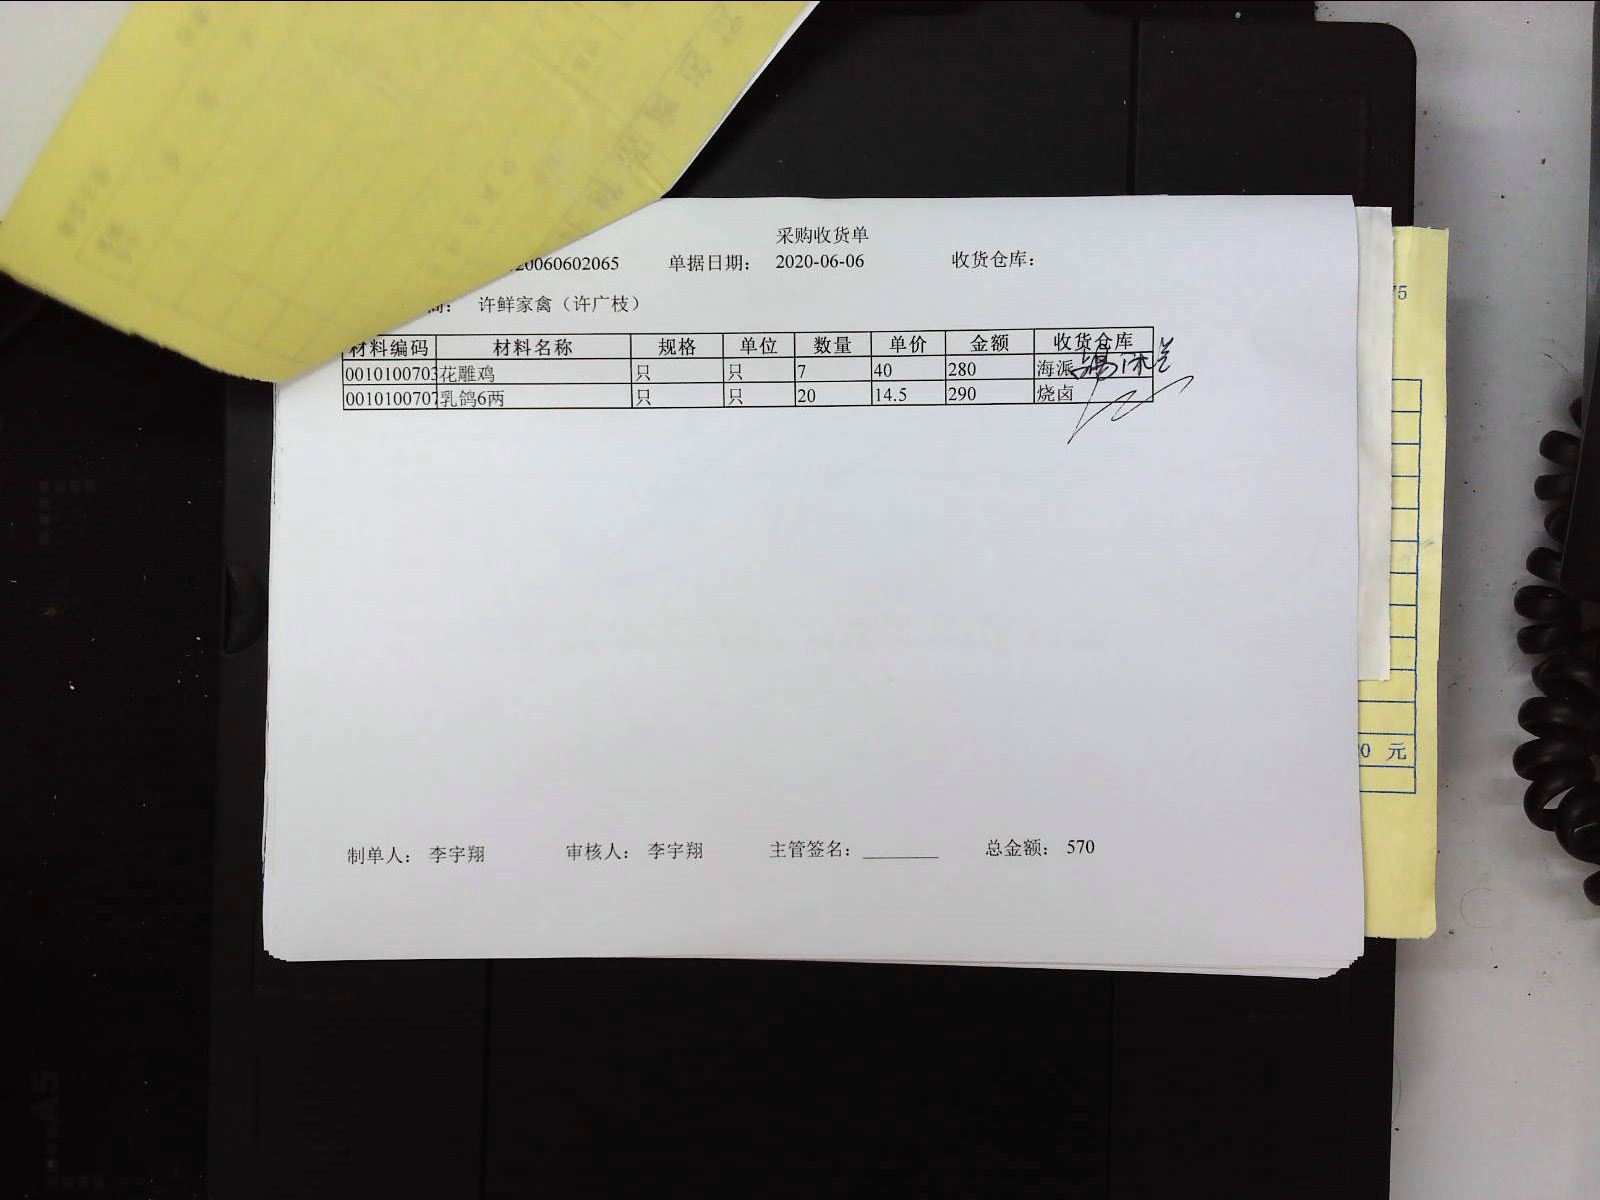 采购收货单
20060602065 单据日期： 2020-06-06 收货仓库：
商： 许鲜家禽（许广枝）
材料编码 材料名称 规格 单位 数量 单价 金额 收货仓库
0010100703 花雕鸡 只 只 7 40 280 海派
0010100707 乳鸽6两 只 只 20 14.5 290 烧卤
制单人： 李宇翔 审核人： 李宇翔 主管签名： 总金额： 570
75
0 元